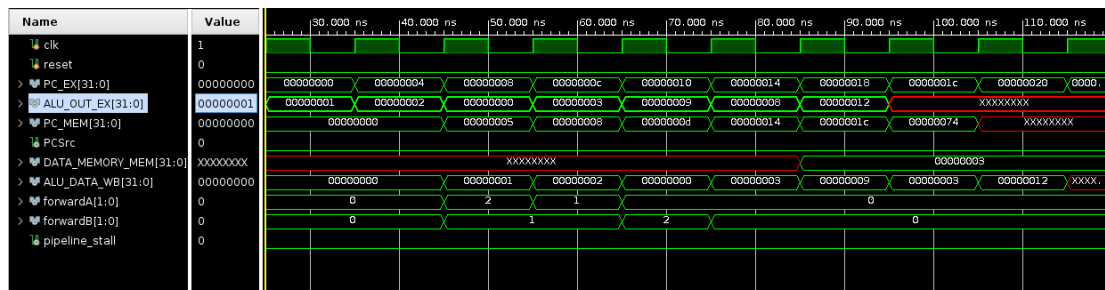 Name Value 30.000 ns 40.000 ns 50.000 ns 60.000 ns 70.000 ns 80.000 ns 90.000 ns 100.000 ns 110.000 ns
clk 1
reset 0
PC_EX[31:0] 00000000 00000000 00000004 00000008 0000000c 00000010 00000014 00000018 0000001c 00000020 0000.
ALU_OUT_EX[31:0] 00000001 00000001 00000002 00000000 00000003 00000009 00000008 00000012 XXXXXXXX
PC_MEM[31:0] 00000000 00000000 00000005 00000008 0000000d 00000014 0000001c 00000074 XXXXXXXX
PCSrc 0
DATA_MEMORY_MEM[31:0] XXXXXXXX XXXXXXXX 00000003
ALU_DATA_WB[31:0] 00000000 00000000 00000001 00000002 00000000 00000003 00000009 00000003 00000012 XXXX.
forwardA[1:0] 0 0 2 1 0
forwardB[1:0] 0 0 1 2 0
pipeline_stall 0